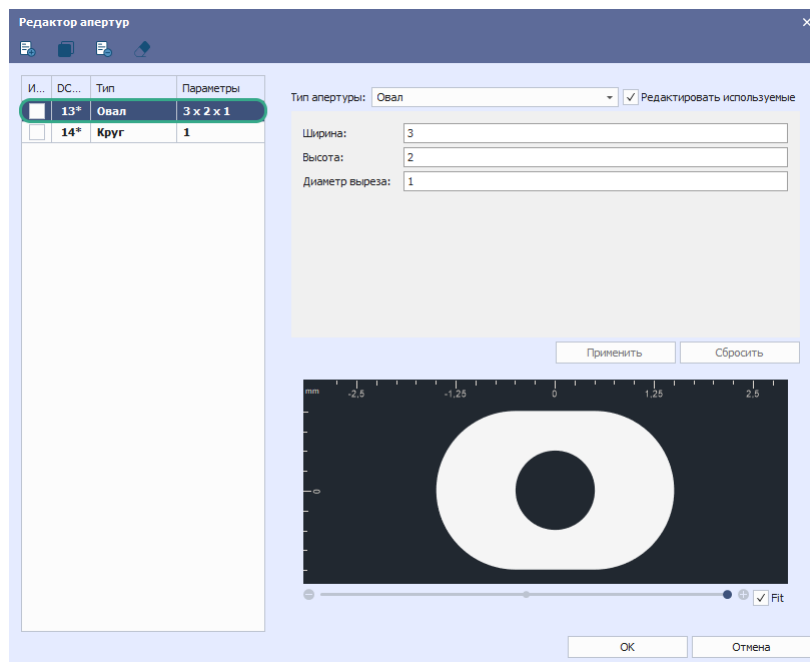 Редактор апертур
И... DC... Тип Параметры
13* Овал 3 x 2 x 1
14* Круг 1
Тип апертуры: Овал Редактировать используемые
Ширина: 3
Высота: 2
Диаметр выреза: 1
Применить Сбросить
mm -2,5 -1,25 0 1,25 2,5
0
Fit
ОК Отмена